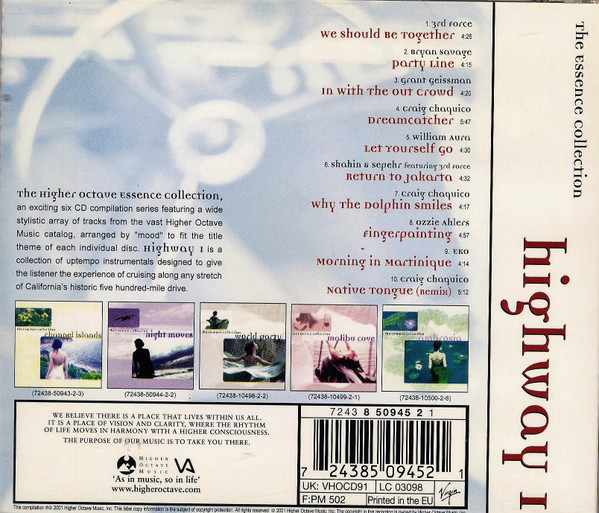 1. 3rd Force
We Should Be Together 4:26
2. Bryan Savage
Party Line 4:15
3. Grant Geissman
In With The Out Crowd 4:20
4. Craig Chaquico
Dreamcatcher 5:47
5. William Aura
Let Yourself Go 4:30
6. Shahin & Sepehr featuring 3rd Force
Return to Jakarta 4:32
7. Craig Chaquico
Why The Dolphin Smiles 4:17
8. Ozzie Ahlers
Fingerpainting 4:57
9. EKO
Morning in Martinique 4:14
10. Craig Chaquico
Native Tongue (Remix) 5:12
The Higher Octave Essence Collection,
an exciting six CD compilation series featuring a wide
stylistic array of tracks from the vast Higher Octave
Music catalog, arranged by "mood" to fit the title
theme of each individual disc. Highway 1 is a
collection of uptempo instrumentals designed to give
the listener the experience of cruising along any stretch
of California's historic five hundred-mile drive.
channel islands
night moves
world party
malibu cove
ambrosia
(72438-50943-2-3)
(72438-50944-2-2)
(72438-10498-2-2)
(72438-10499-2-1)
(72438-10500-2-6)
WE BELIEVE THERE IS A PLACE THAT LIVES WITHIN US ALL.
IT IS A PLACE OF VISION AND CLARITY, WHERE THE RHYTHM
OF LIFE MOVES IN HARMONY WITH A HIGHER CONSCIOUSNESS.
THE PURPOSE OF OUR MUSIC IS TO TAKE YOU THERE.
HIGHER
OCTAVE
MUSIC
VA
'As in music, so in life'
www.higheroctave.com
7243 8 50945 2 1
7 24385 09452 1
UK: VHOCD91
LC 03098
F:PM 502
Printed in the EU
Virgin
The Essence Collection
highway 1